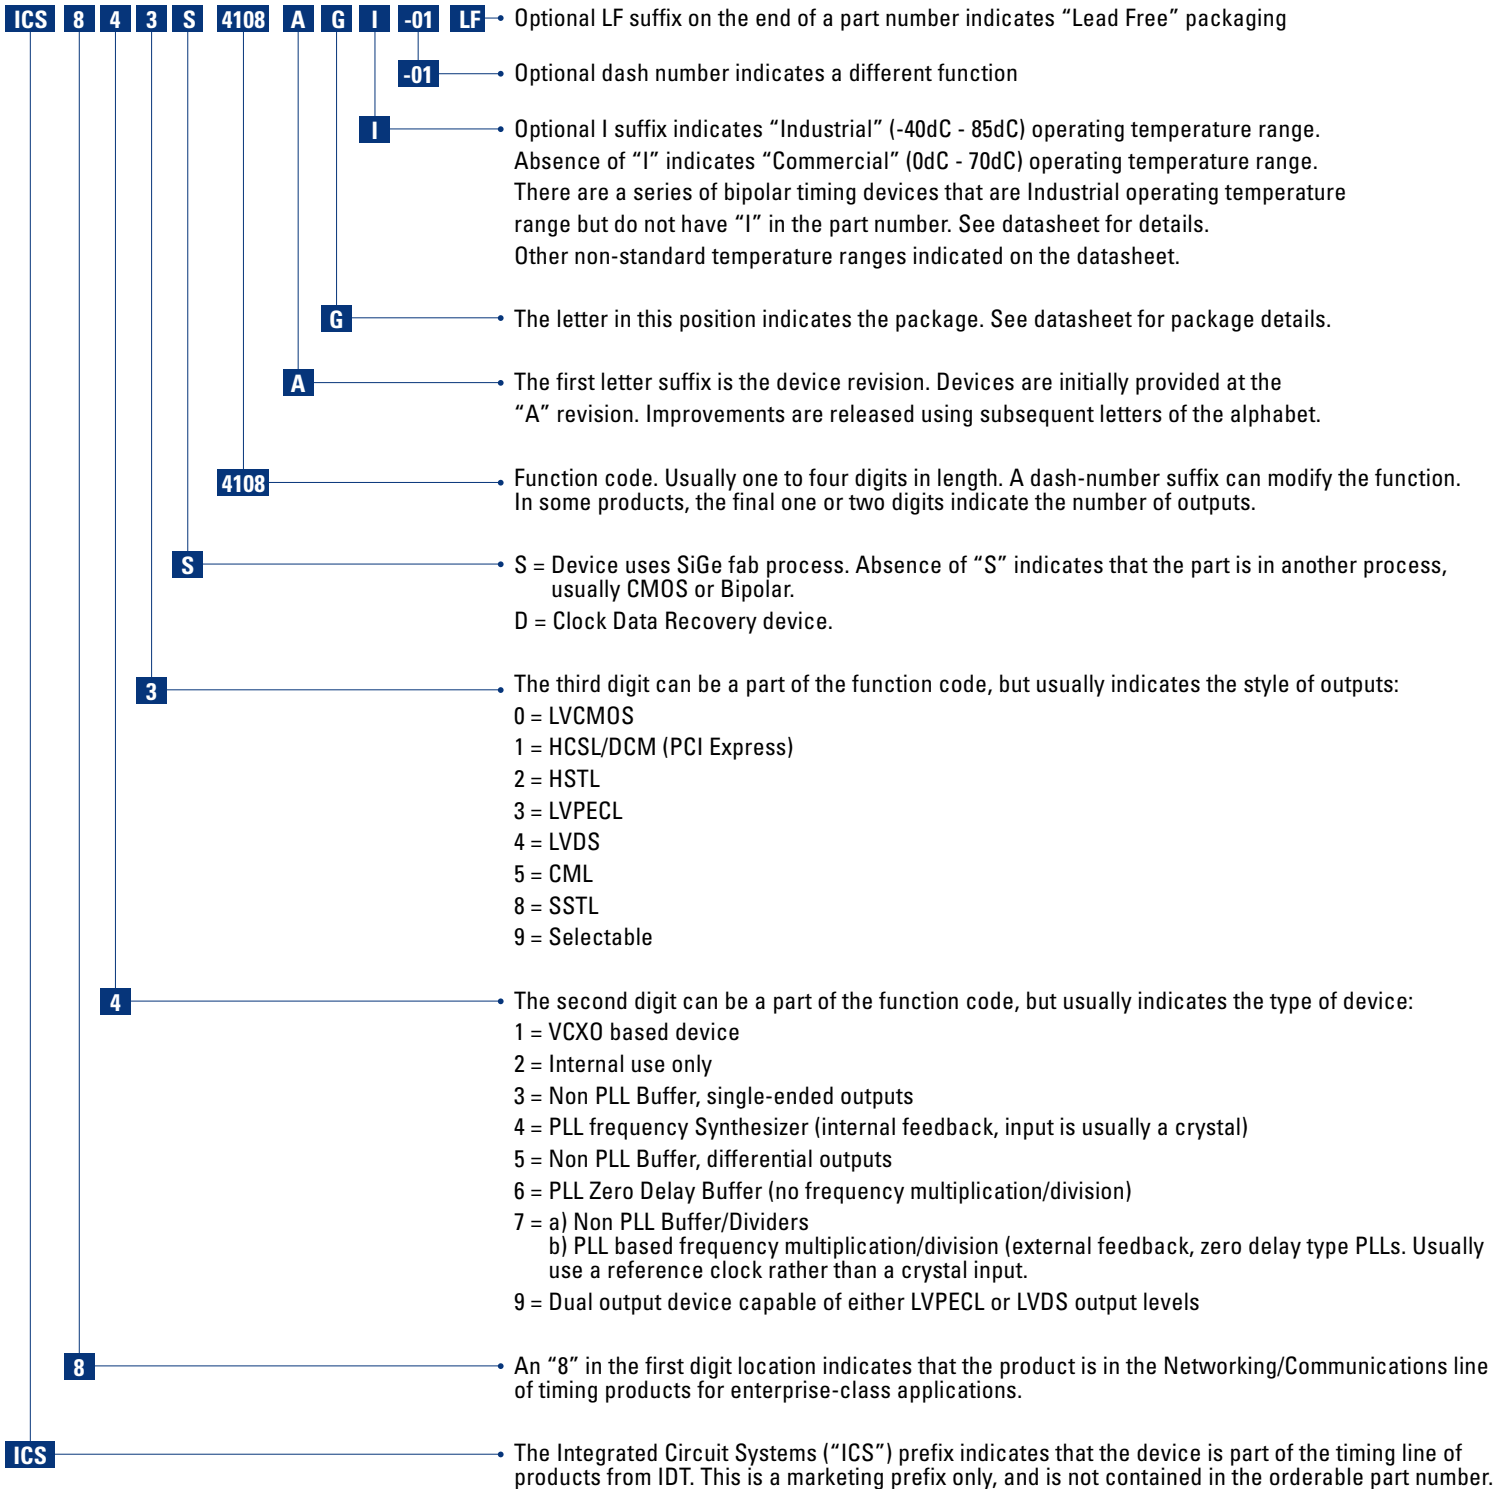 ICS 8 4 3 S 4108 A G I -01 LF Optional LF suffix on the end of a part number indicates “Lead Free” packaging
-01 Optional dash number indicates a different function
I Optional I suffix indicates “Industrial” (-40dC - 85dC) operating temperature range.
Absence of “I” indicates “Commercial” (0dC - 70dC) operating temperature range.
There are a series of bipolar timing devices that are Industrial operating temperature
range but do not have “I” in the part number. See datasheet for details.
Other non-standard temperature ranges indicated on the datasheet.
G The letter in this position indicates the package. See datasheet for package details.
A The first letter suffix is the device revision. Devices are initially provided at the
“A” revision. Improvements are released using subsequent letters of the alphabet.
4108 Function code. Usually one to four digits in length. A dash-number suffix can modify the function.
In some products, the final one or two digits indicate the number of outputs.
S S = Device uses SiGe fab process. Absence of “S” indicates that the part is in another process,
usually CMOS or Bipolar.
D = Clock Data Recovery device.
3 The third digit can be a part of the function code, but usually indicates the style of outputs:
0 = LVCMOS
1 = HCSL/DCM (PCI Express)
2 = HSTL
3 = LVPECL
4 = LVDS
5 = CML
8 = SSTL
9 = Selectable
4 The second digit can be a part of the function code, but usually indicates the type of device:
1 = VCXO based device
2 = Internal use only
3 = Non PLL Buffer, single-ended outputs
4 = PLL frequency Synthesizer (internal feedback, input is usually a crystal)
5 = Non PLL Buffer, differential outputs
6 = PLL Zero Delay Buffer (no frequency multiplication/division)
7 = a) Non PLL Buffer/Dividers
b) PLL based frequency multiplication/division (external feedback, zero delay type PLLs. Usually
use a reference clock rather than a crystal input.
9 = Dual output device capable of either LVPECL or LVDS output levels
8 An “8” in the first digit location indicates that the product is in the Networking/Communications line
of timing products for enterprise-class applications.
ICS The Integrated Circuit Systems (“ICS”) prefix indicates that the device is part of the timing line of
products from IDT. This is a marketing prefix only, and is not contained in the orderable part number.